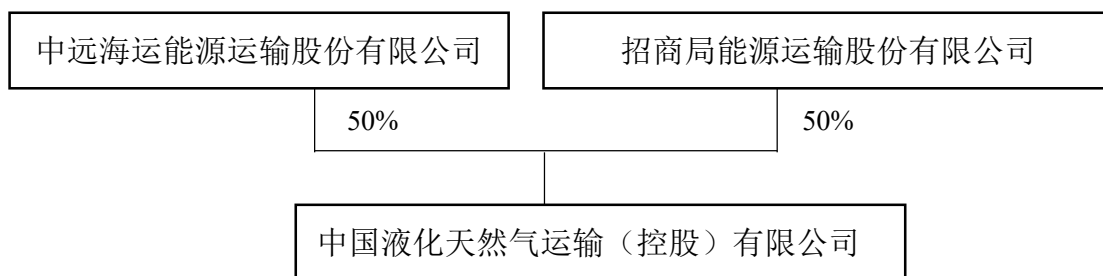 中远海运能源运输股份有限公司
招商局能源运输股份有限公司
50%
50%
中国液化天然气运输（控股）有限公司